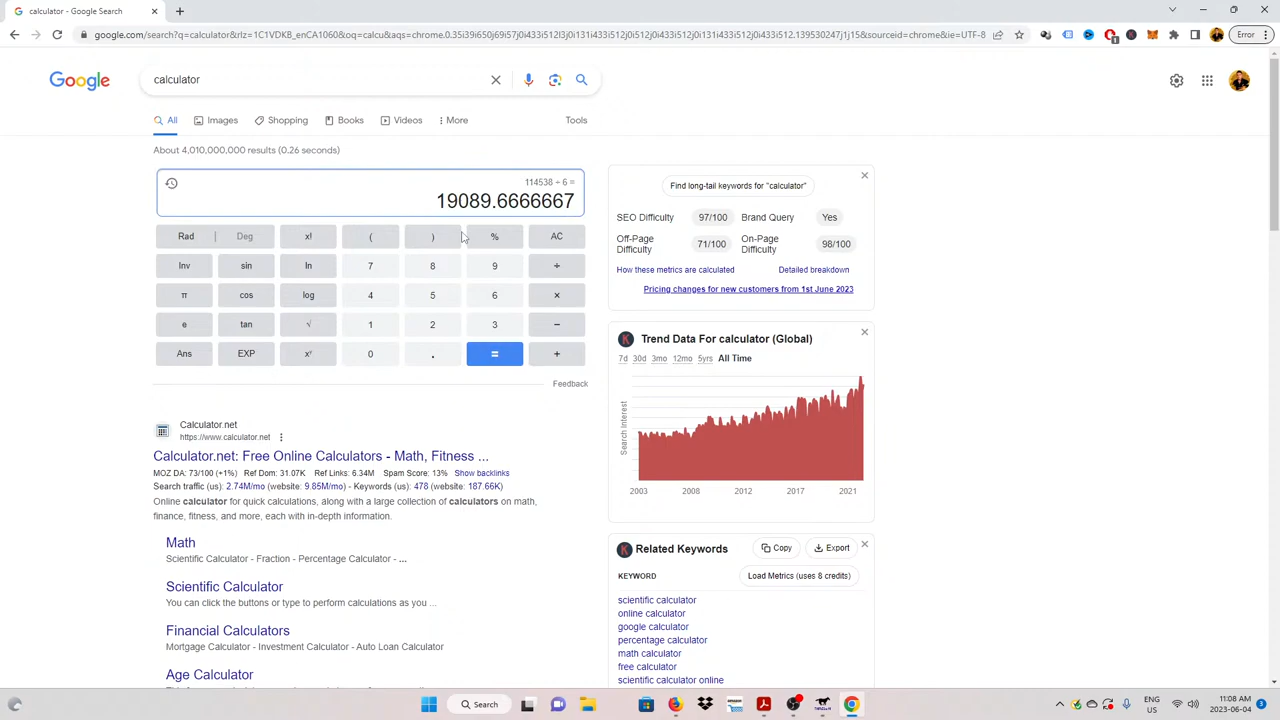 calculator - Google Search
google.com/search?q=calculator&rlz=1C1VDKB_enCA1060&oq=calcu&aqs=chrome.0.35i39i650j69i57j0i433i512l3j0i131i433i512j0i512j0i131i433i512j0i433i512.139530247j1j15&sourceid=chrome&ie=UTF-8
1
Error
Google
calculator
All Images Shopping Books Videos More Tools
About 4,010,000,000 results (0.26 seconds)
114538 ÷ 6 =
19089.6666667
Rad Deg x! ( ) % AC
Inv sin ln 7 8 9 ÷
π cos log 4 5 6 ×
e tan √ 1 2 3 −
Ans EXP xʸ 0 . = +
Feedback
Calculator.net
https://www.calculator.net
Calculator.net: Free Online Calculators - Math, Fitness ...
MOZ DA: 73/100 (+1%) Ref Dom: 31.07K Ref Links: 6.34M Spam Score: 13% Show backlinks
Search traffic (us): 2.74M/mo (website: 9.85M/mo) - Keywords (us): 478 (website: 187.66K)
Online calculator for quick calculations, along with a large collection of calculators on math,
finance, fitness, and more, each with in-depth information.
Math
Scientific Calculator - Fraction - Percentage Calculator - ...
Scientific Calculator
You can click the buttons or type to perform calculations as you ...
Financial Calculators
Mortgage Calculator - Investment Calculator - Auto Loan Calculator
Age Calculator
Find long-tail keywords for "calculator"
SEO Difficulty 97/100 Brand Query Yes
Off-Page
Difficulty 71/100 On-Page
Difficulty 98/100
How these metrics are calculated Detailed breakdown
Pricing changes for new customers from 1st June 2023
K Trend Data For calculator (Global)
7d 30d 3mo 12mo 5yrs All Time
Search Interest
2003 2008 2012 2017 2021
K Related Keywords Copy Export
KEYWORD Load Metrics (uses 8 credits)
scientific calculator
online calculator
google calculator
percentage calculator
math calculator
free calculator
scientific calculator online
Search
ENG
US
11:08 AM
2023-06-04
3